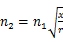 n₂ = n₁√(x/r)